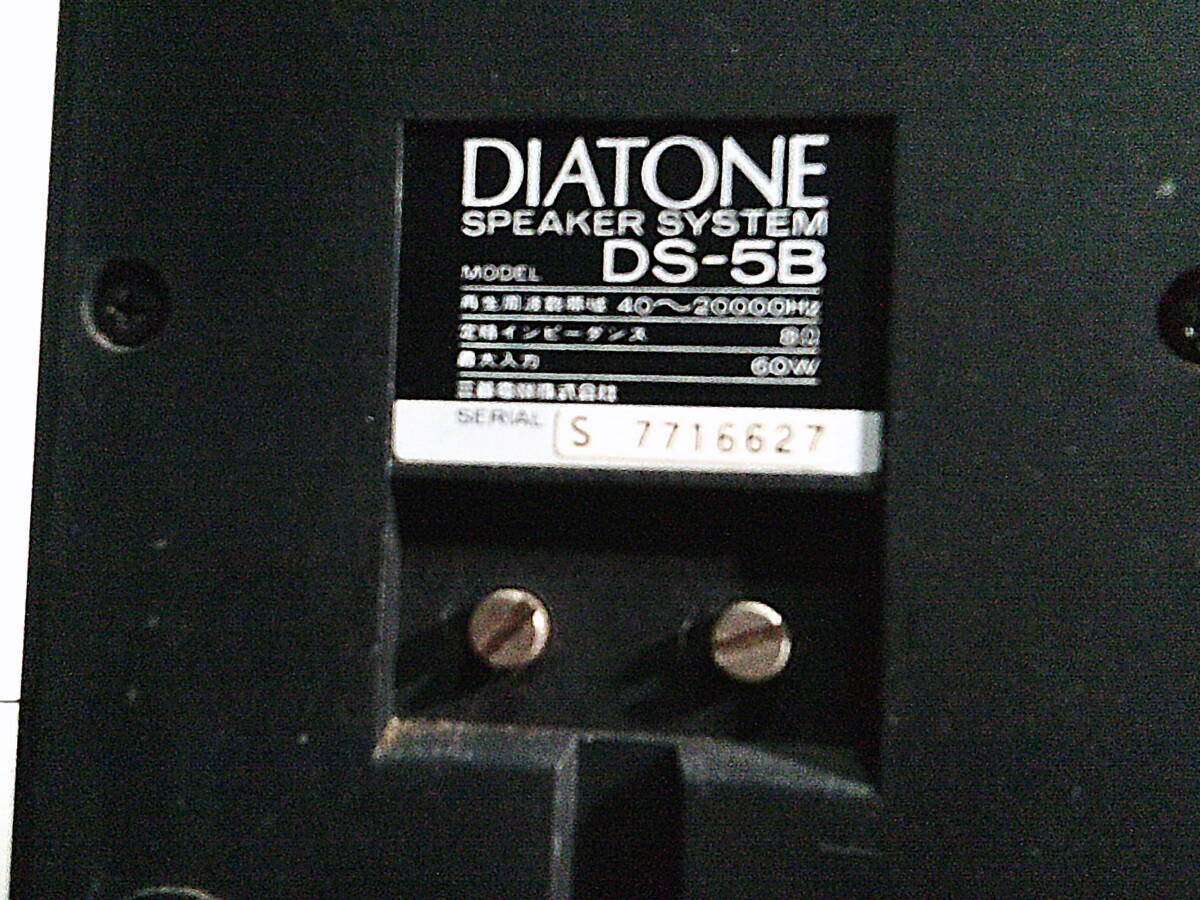 DIATONE
SPEAKER SYSTEM
MODEL DS-5B
再生周波数帯域 40〜20000Hz
定格インピーダンス 8Ω
最大入力 60W
三菱電機株式会社
SERIAL S 7716627